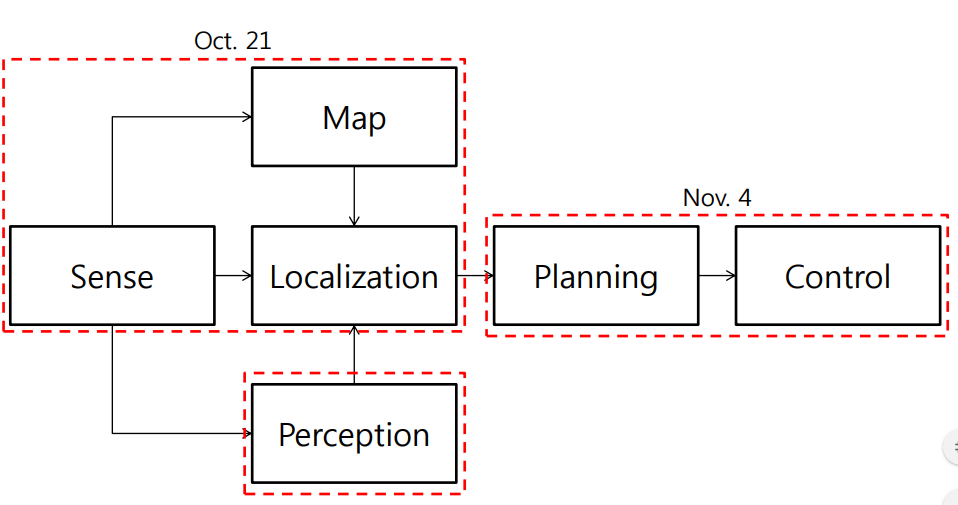 Oct. 21
Map
Nov. 4
Sense
Localization
Planning
Control
Perception